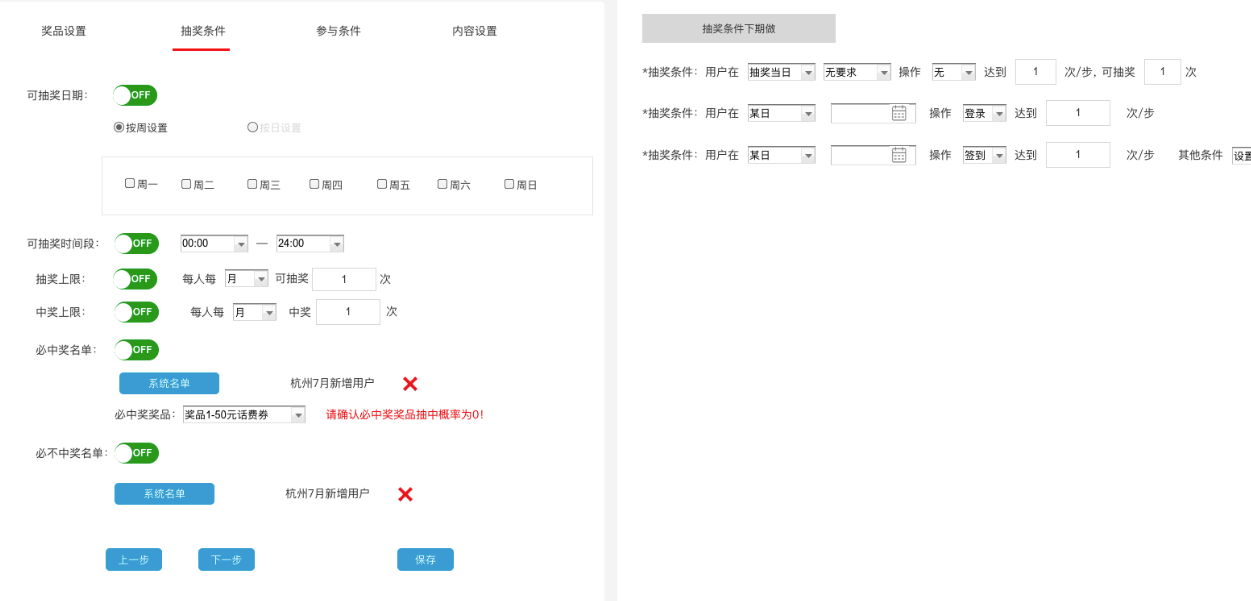 奖品设置 抽奖条件 参与条件 内容设置
可抽奖日期： OFF
按周设置 按日设置
周一 周二 周三 周四 周五 周六 周日
可抽奖时间段： OFF 00:00 — 24:00
抽奖上限： OFF 每人每 月 可抽奖 1 次
中奖上限： OFF 每人每 月 中奖 1 次
必中奖名单： OFF
系统名单 杭州7月新增用户
必中奖奖品： 奖品1-50元话费券 请确认必中奖奖品抽中概率为0！
必不中奖名单： OFF
系统名单 杭州7月新增用户
上一步 下一步 保存
抽奖条件下期做
*抽奖条件： 用户在 抽奖当日 无要求 操作 无 达到 1 次/步，可抽奖 1 次
*抽奖条件： 用户在 某日 操作 登录 达到 1 次/步
*抽奖条件： 用户在 某日 操作 签到 达到 1 次/步 其他条件 设置